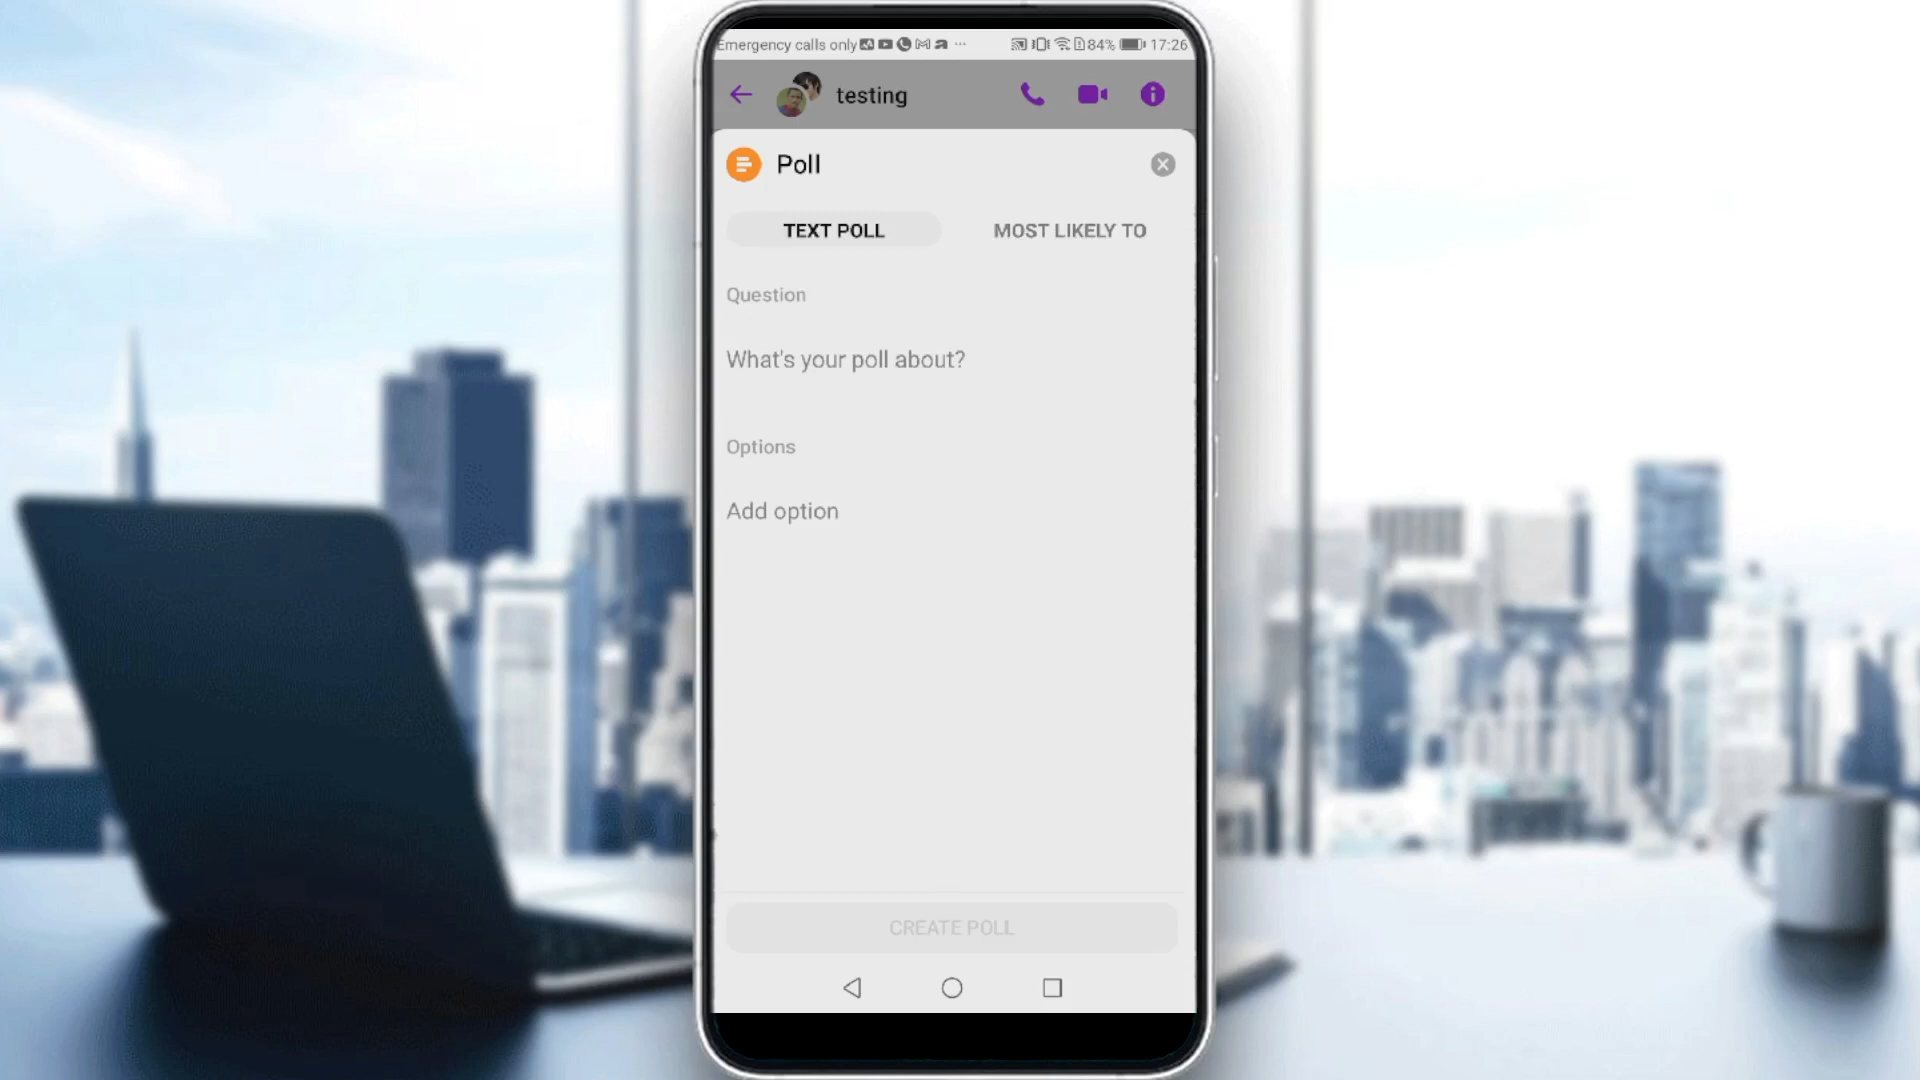 Emergency calls only ··· 84% 17:26
testing
Poll
TEXT POLL MOST LIKELY TO
Question
What's your poll about?
Options
Add option
CREATE POLL